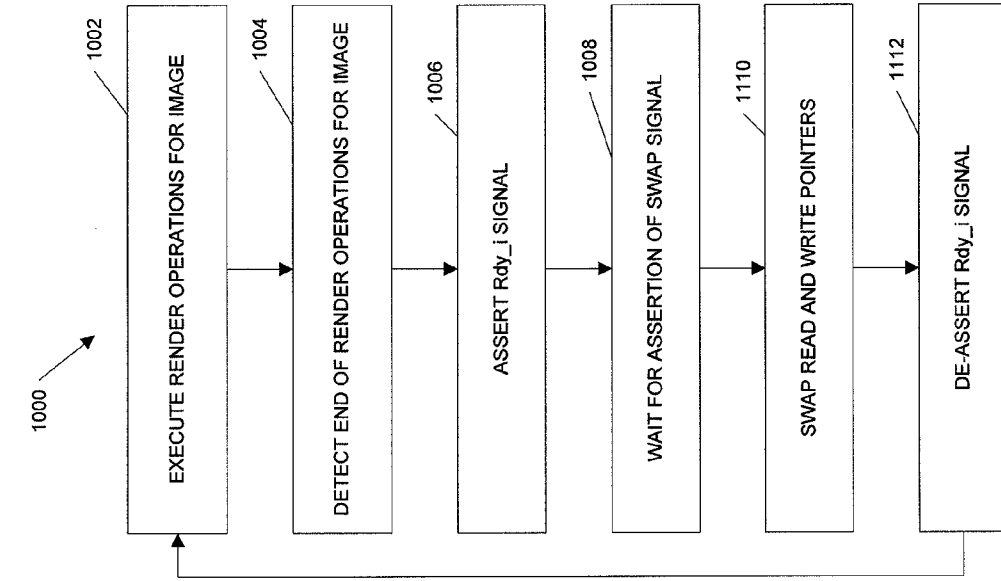 1000
1002
EXECUTE RENDER OPERATIONS FOR IMAGE
1004
DETECT END OF RENDER OPERATIONS FOR IMAGE
1006
ASSERT Rdy_i SIGNAL
1008
WAIT FOR ASSERTION OF SWAP SIGNAL
1110
SWAP READ AND WRITE POINTERS
1112
DE-ASSERT Rdy_i SIGNAL